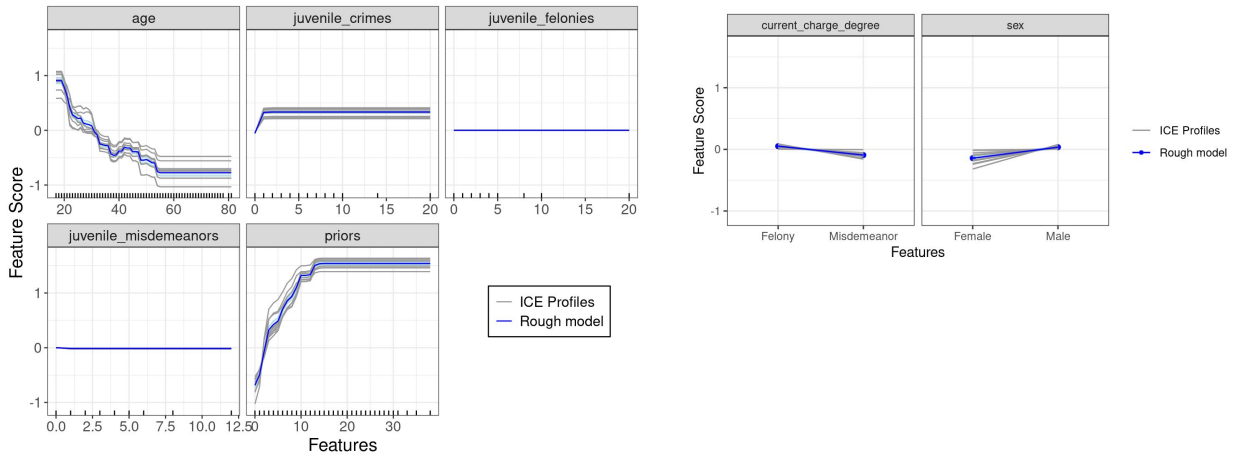 age juvenile_crimes juvenile_felonies
1
0
-1
20 40 60 80 0 5 10 15 20 0 5 10 15 20
juvenile_misdemeanors priors
1
0
-1
0.0 2.5 5.0 7.5 10.0 12.5 0 10 20 30
Feature Score
Features
ICE Profiles
Rough model
current_charge_degree sex
1
0
-1
Felony Misdemeanor Female Male
Feature Score
Features
ICE Profiles
Rough model